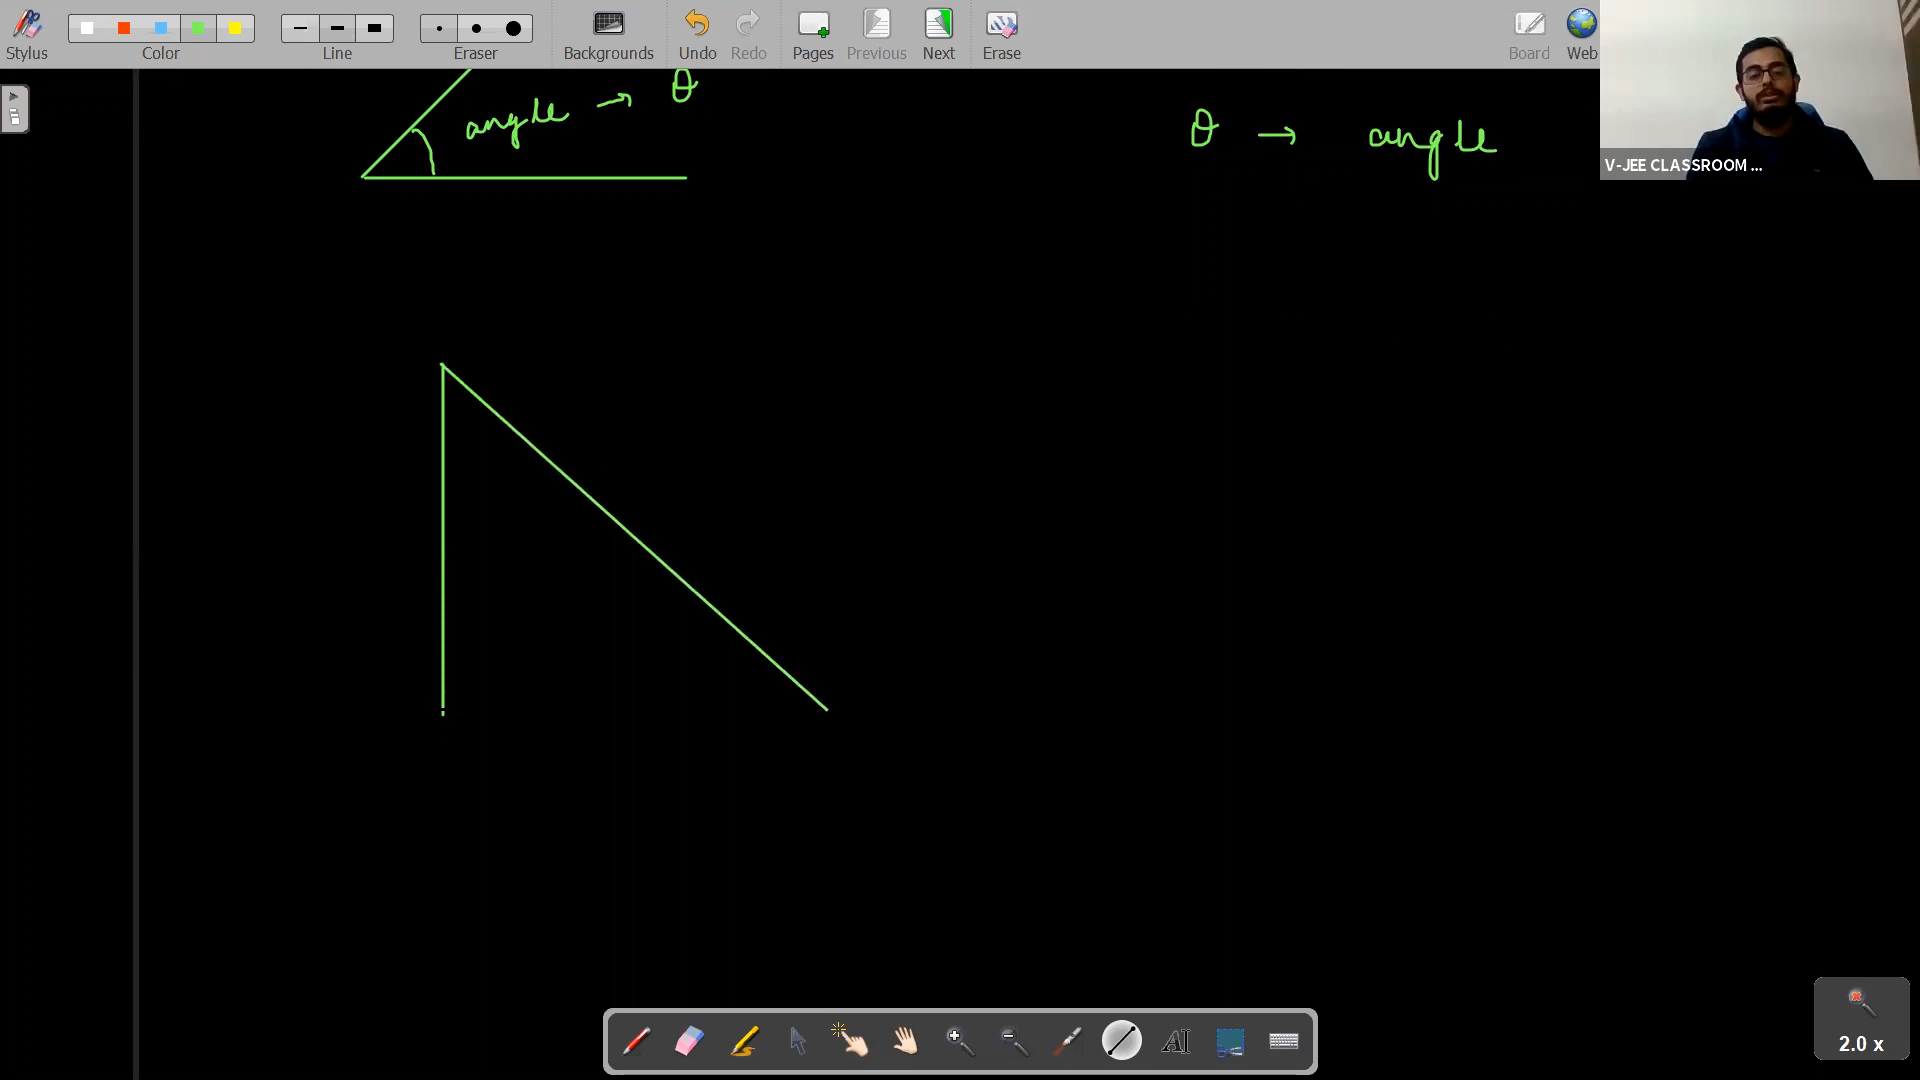 Stylus Color Line Eraser Backgrounds Undo Redo Pages Previous Next Erase Board Web
angle → θ
θ → angle
V-JEE CLASSROOM ...
AI
2.0 x